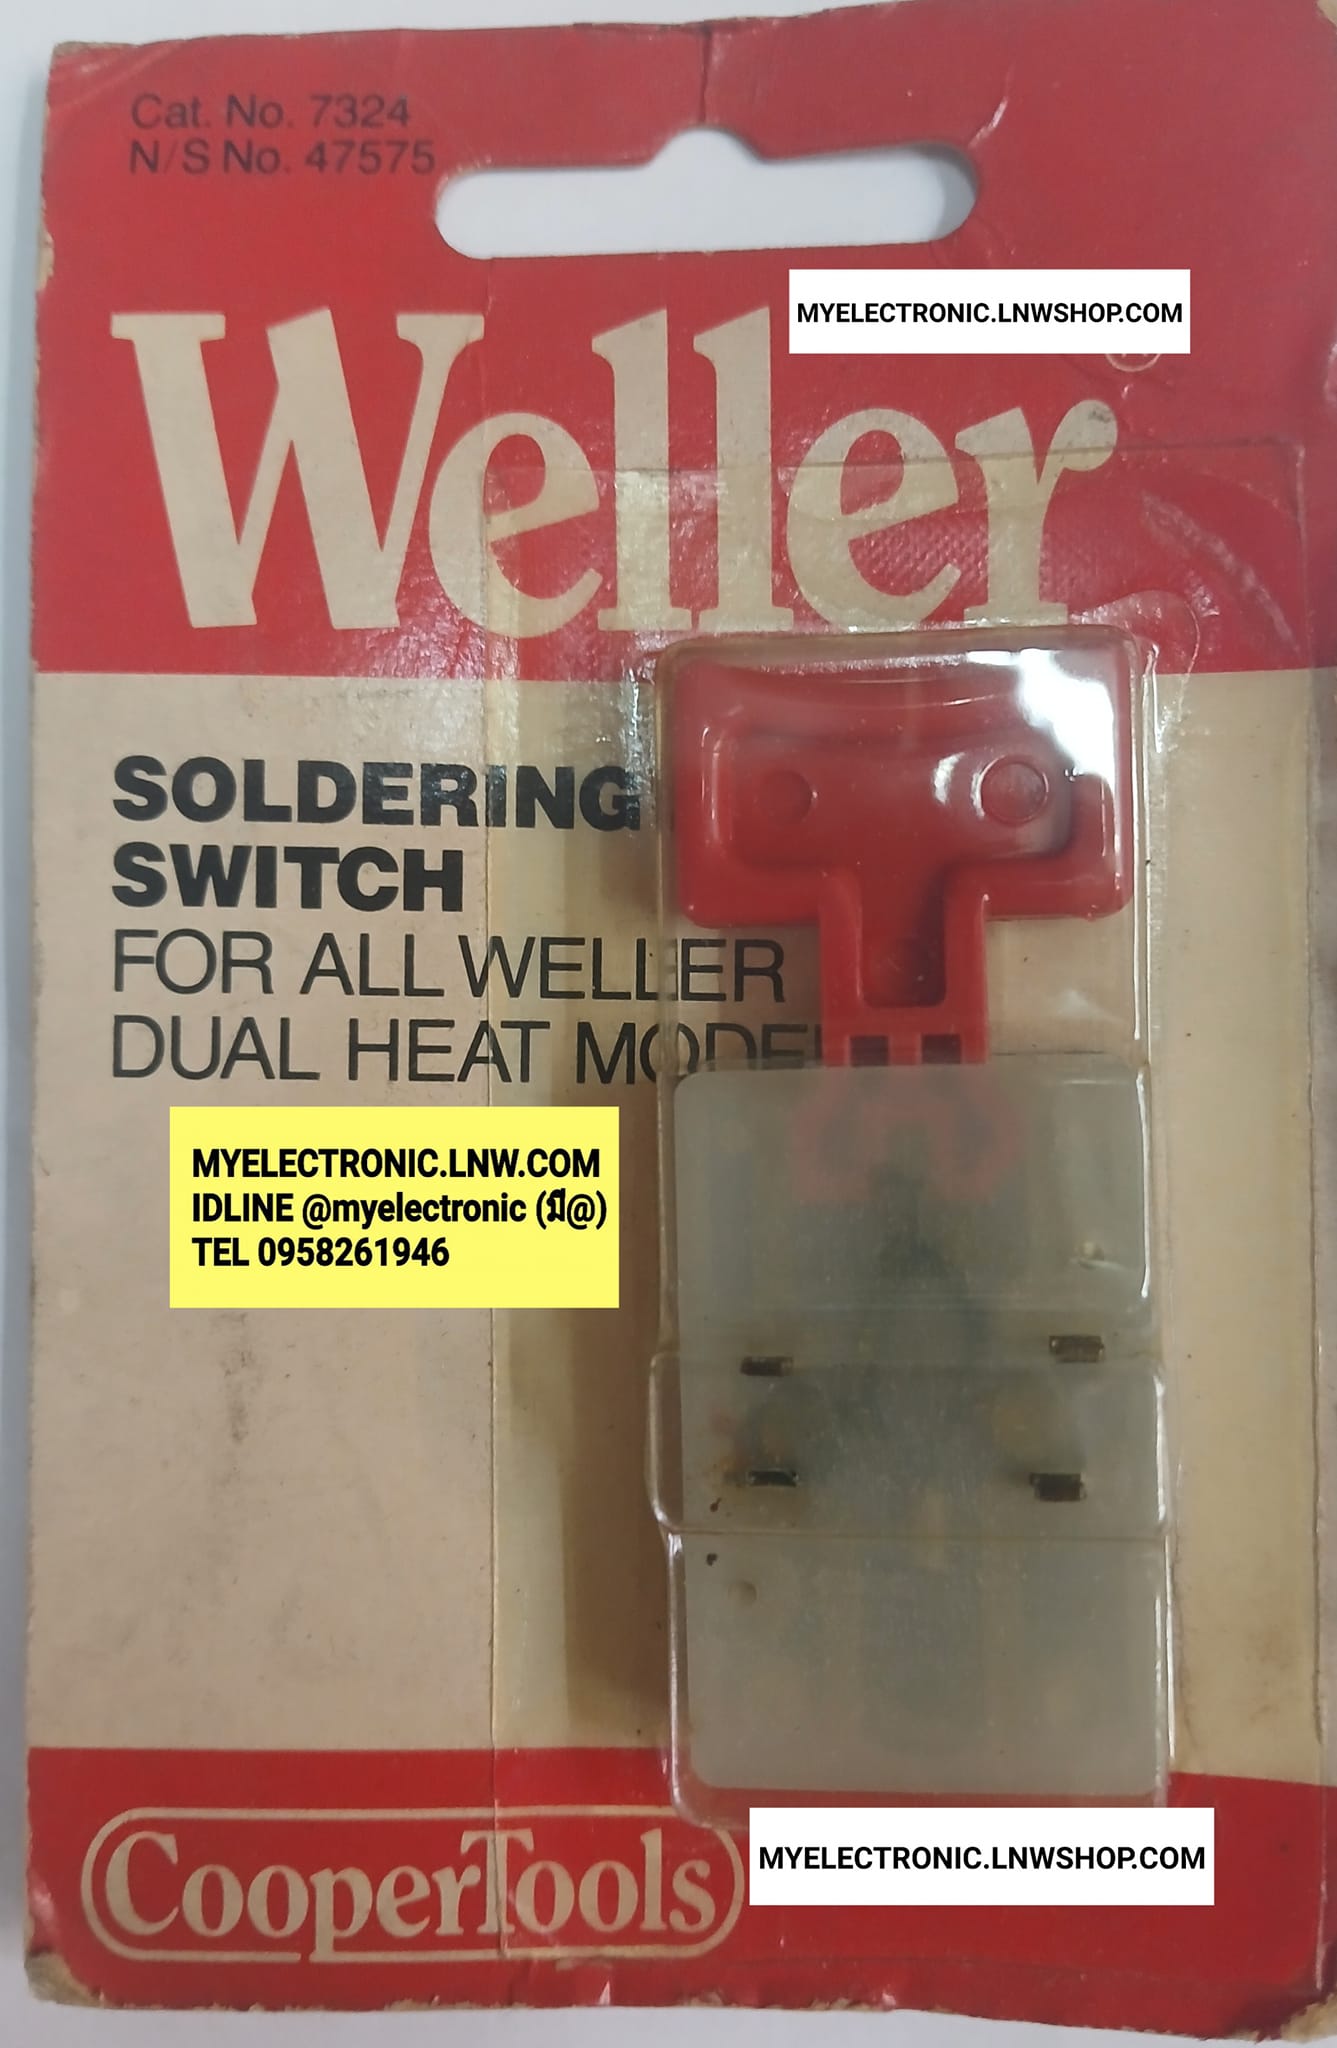 Cat. No. 7324
N/S No. 47575
MYELECTRONIC.LNWSHOP.COM
Weller
SOLDERING
SWITCH
FOR ALL WELLER
DUAL HEAT
MYELECTRONIC.LNW.COM
IDLINE @myelectronic (มี@)
TEL 0958261946
CooperTools
MYELECTRONIC.LNWSHOP.COM